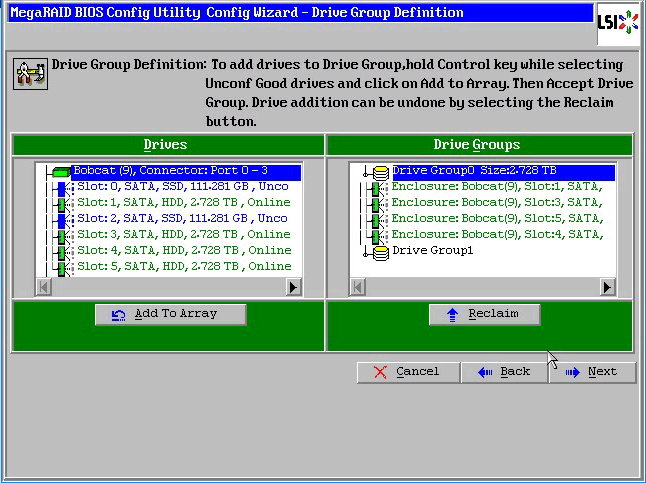 MegaRAID BIOS Config Utility Config Wizard - Drive Group Definition
LSI
Drive Group Definition: To add drives to Drive Group,hold Control key while selecting
Unconf Good drives and click on Add to Array. Then Accept Drive
Group. Drive addition can be undone by selecting the Reclaim
button.
Drives
Bobcat (9), Connector: Port 0 - 3
Slot: 0, SATA, SSD, 111.281 GB, Unco
Slot: 1, SATA, HDD, 2.728 TB, Online
Slot: 2, SATA, SSD, 111.281 GB, Unco
Slot: 3, SATA, HDD, 2.728 TB, Online
Slot: 4, SATA, HDD, 2.728 TB, Online
Slot: 5, SATA, HDD, 2.728 TB, Online
Add To Array
Drive Groups
Drive Group0 Size:2.728 TB
Enclosure: Bobcat(9), Slot:1, SATA,
Enclosure: Bobcat(9), Slot:3, SATA,
Enclosure: Bobcat(9), Slot:5, SATA,
Enclosure: Bobcat(9), Slot:4, SATA,
Drive Group1
Reclaim
Cancel
Back
Next